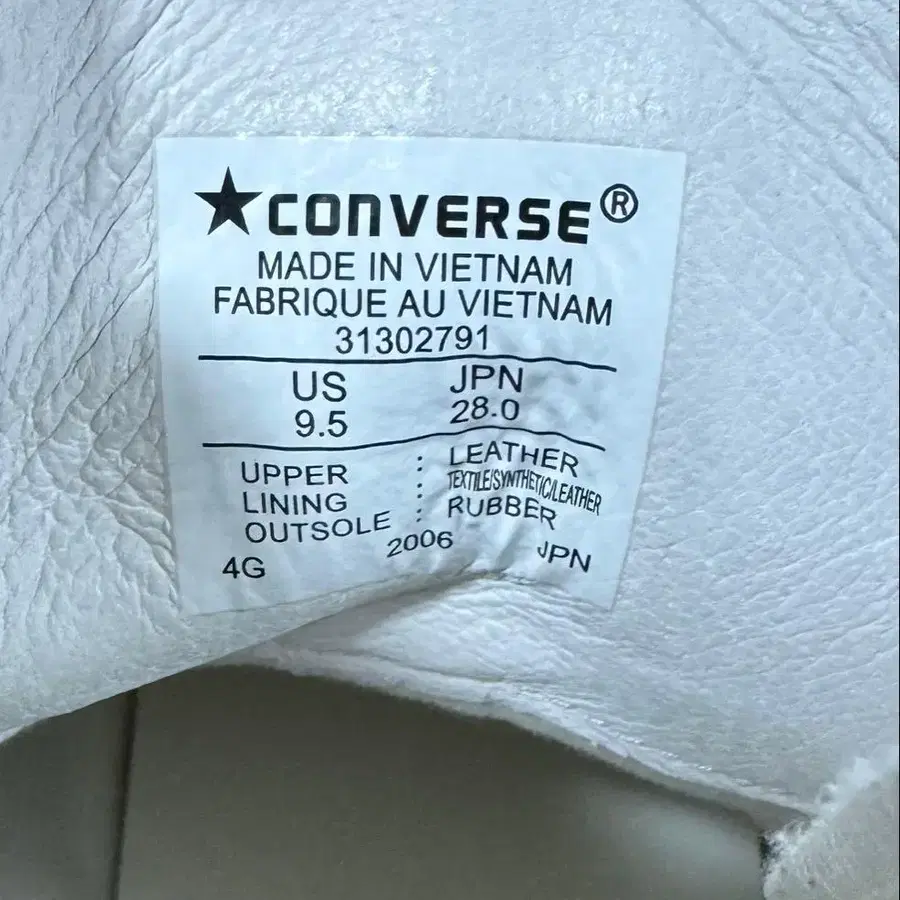 ★CONVERSE®
MADE IN VIETNAM
FABRIQUE AU VIETNAM
31302791
US JPN
9.5 28.0
UPPER : LEATHER
LINING : TEXTILE/SYNTHETIC/LEATHER
OUTSOLE : RUBBER
4G 2006 JPN